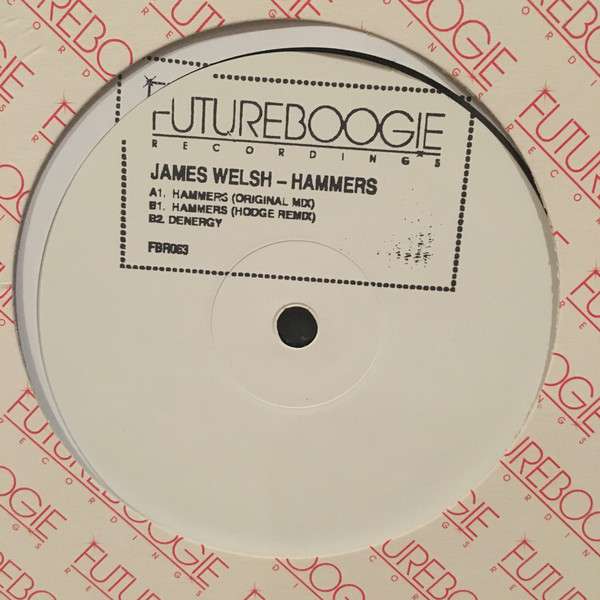 FUTUREBOOGIE
RECORDINGS
JAMES WELSH – HAMMERS
A1. HAMMERS (ORIGINAL MIX)
B1. HAMMERS (HODGE REMIX)
B2. DENERGY
FBR063
FUTUREBOOGIE
RECORDINGS